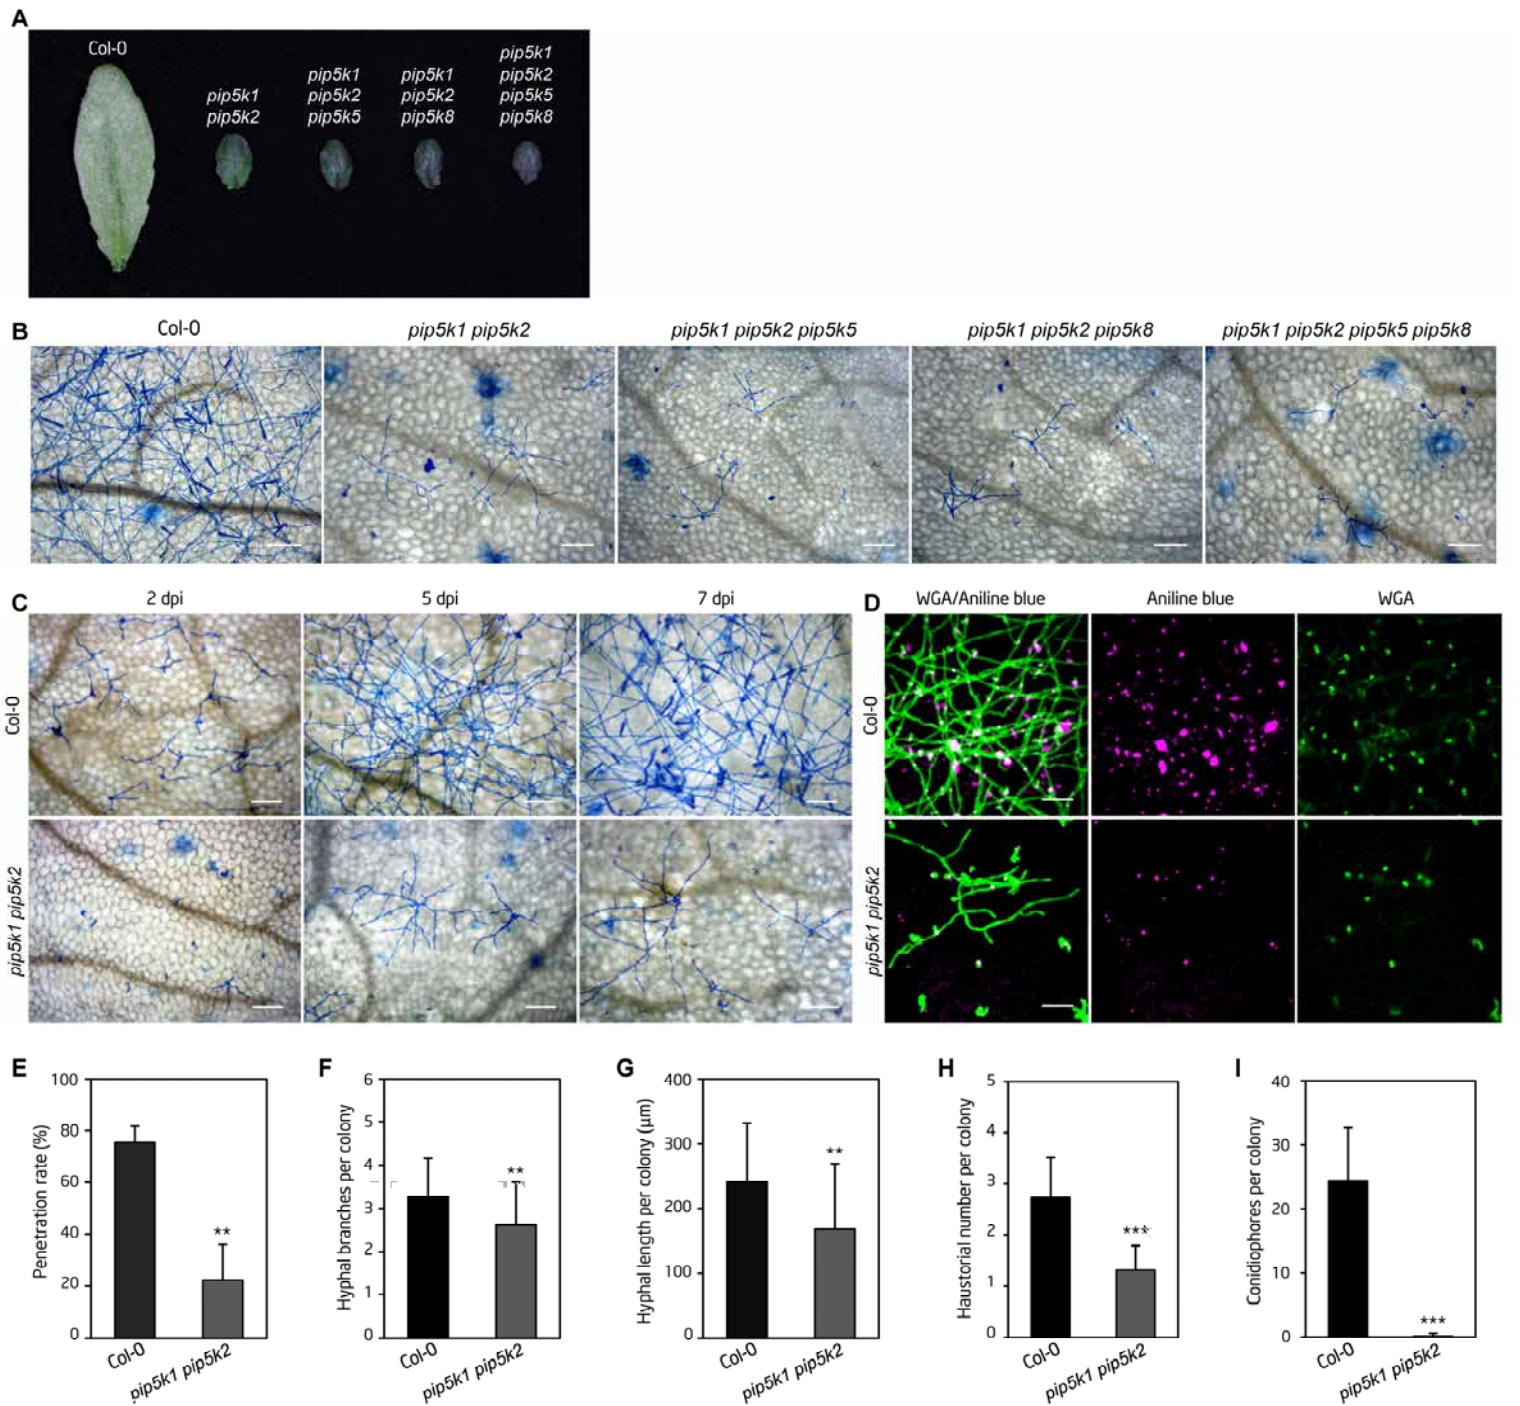 A
Col-0
pip5k1
pip5k2
pip5k1
pip5k2
pip5k5
pip5k1
pip5k2
pip5k8
pip5k1
pip5k2
pip5k5
pip5k8
B
Col-0
pip5k1 pip5k2
pip5k1 pip5k2 pip5k5
pip5k1 pip5k2 pip5k8
pip5k1 pip5k2 pip5k5 pip5k8
C
2 dpi
5 dpi
7 dpi
Col-0
pip5k1 pip5k2
D
WGA/Aniline blue
Aniline blue
WGA
Col-0
pip5k1 pip5k2
E
Penetration rate (%)
100
80
60
40
20
0
**
Col-0
pip5k1 pip5k2
F
Hyphal branches per colony
6
5
4
3
2
1
0
**
Col-0
pip5k1 pip5k2
G
Hyphal length per colony (µm)
400
300
200
100
0
**
Col-0
pip5k1 pip5k2
H
Haustorial number per colony
5
4
3
2
1
0
***
Col-0
pip5k1 pip5k2
I
Conidiophores per colony
40
30
20
10
0
***
Col-0
pip5k1 pip5k2